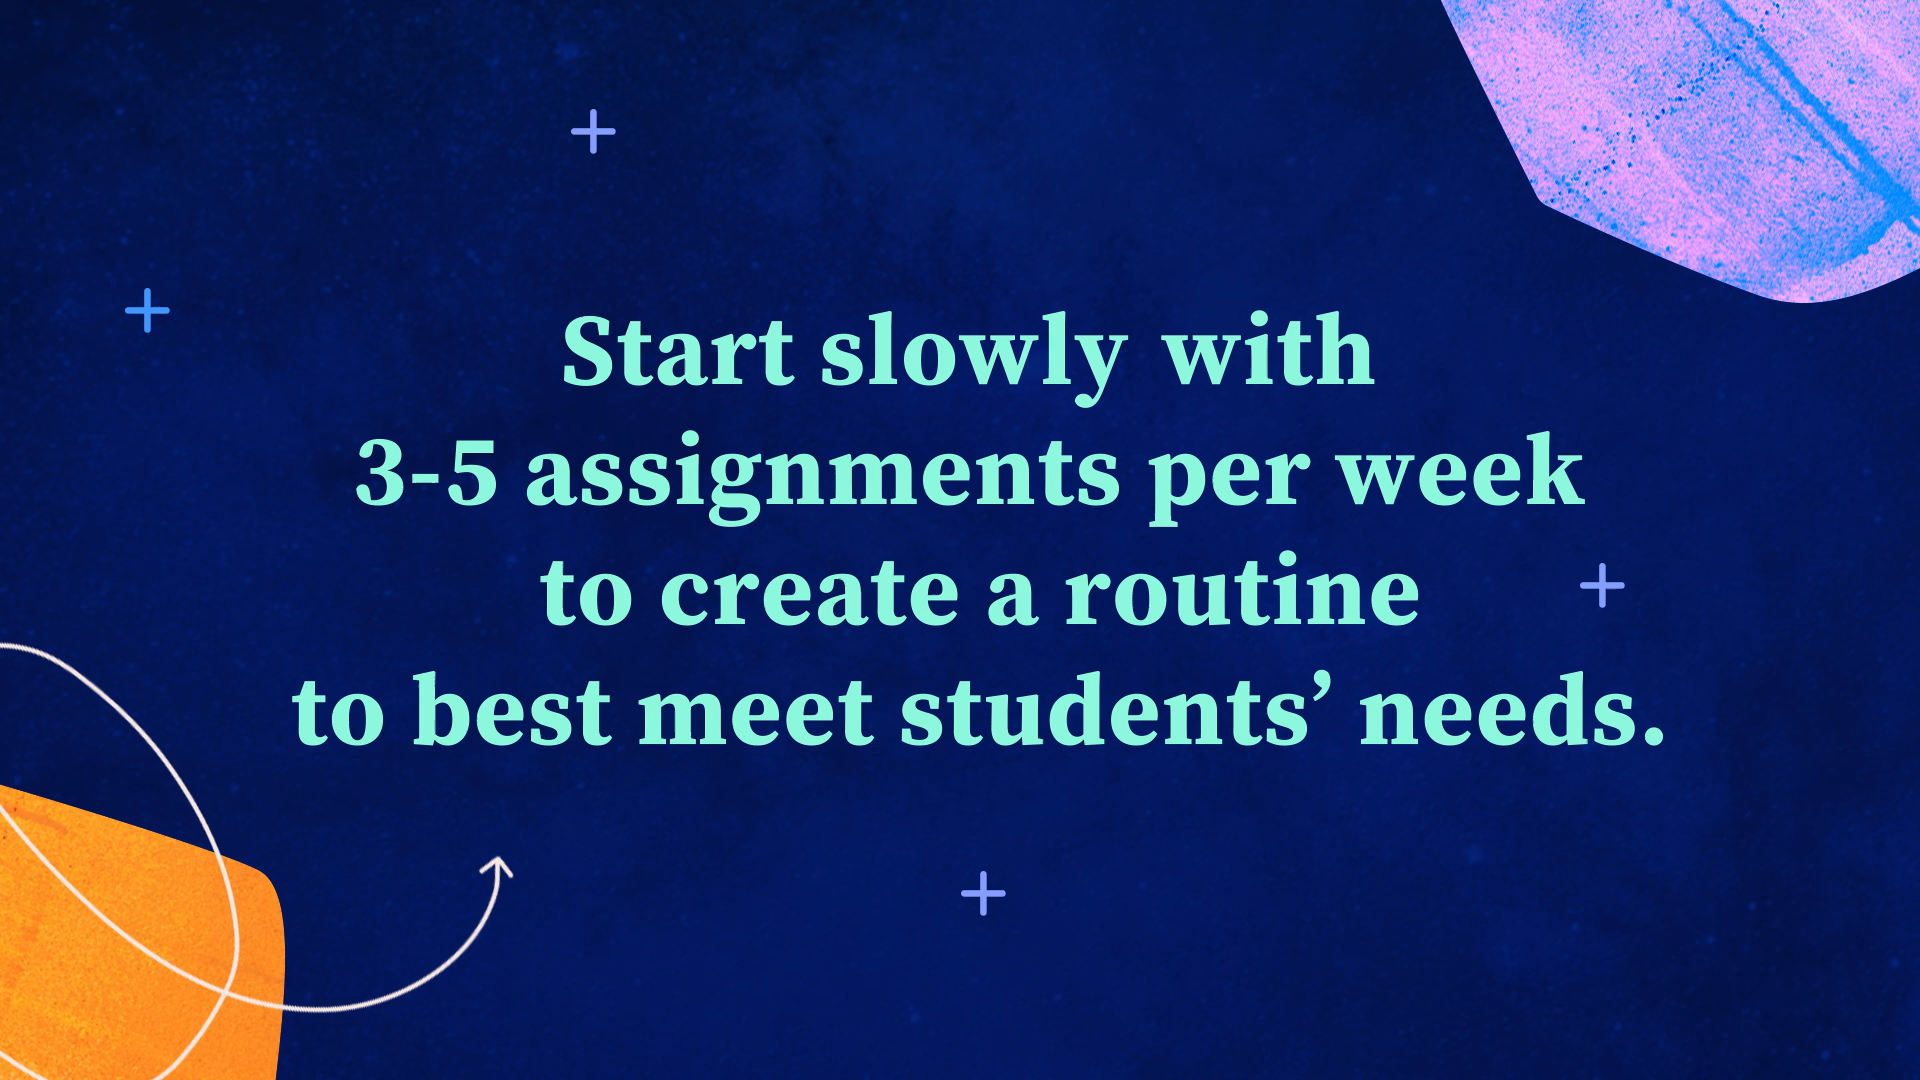 Start slowly with
3-5 assignments per week
to create a routine
to best meet students’ needs.